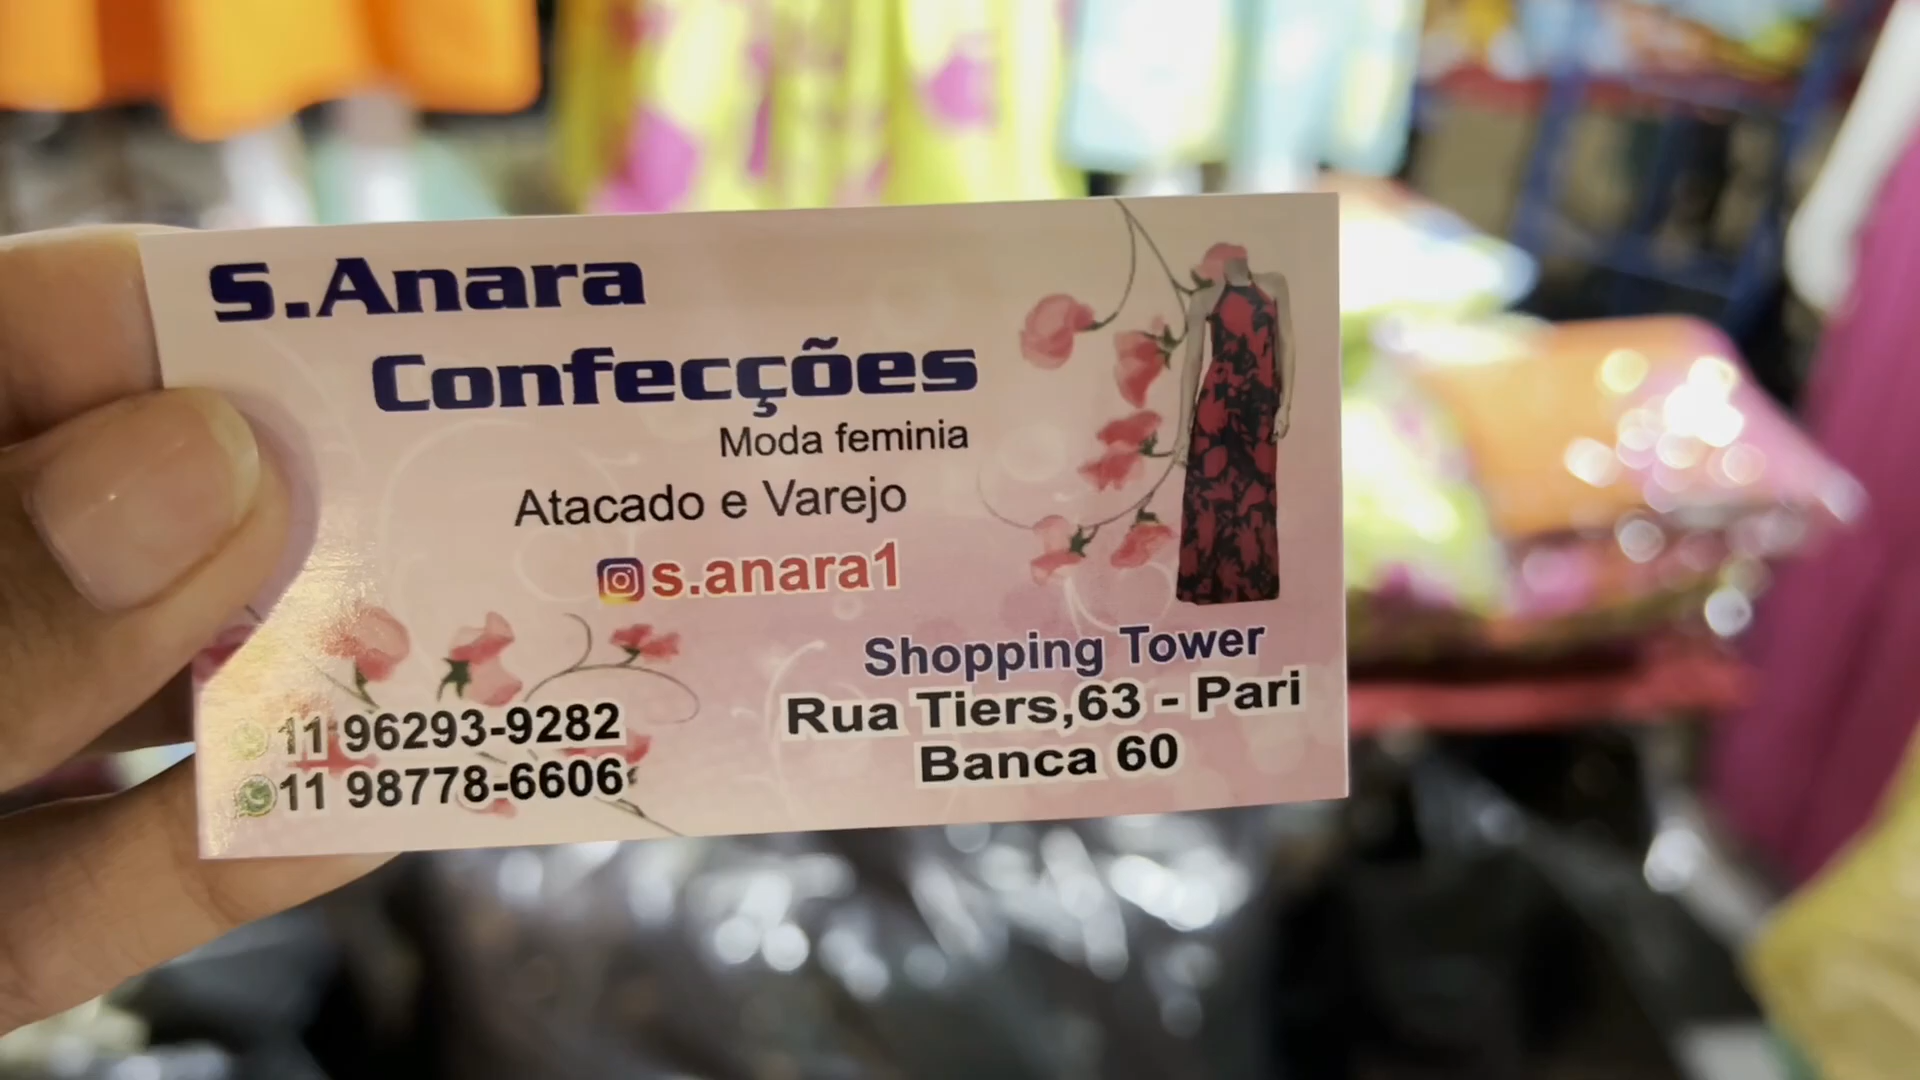 S.Anara
Confecções
Moda feminia
Atacado e Varejo
s.anara1
Shopping Tower
Rua Tiers,63 - Pari
Banca 60
11 96293-9282
11 98778-6606